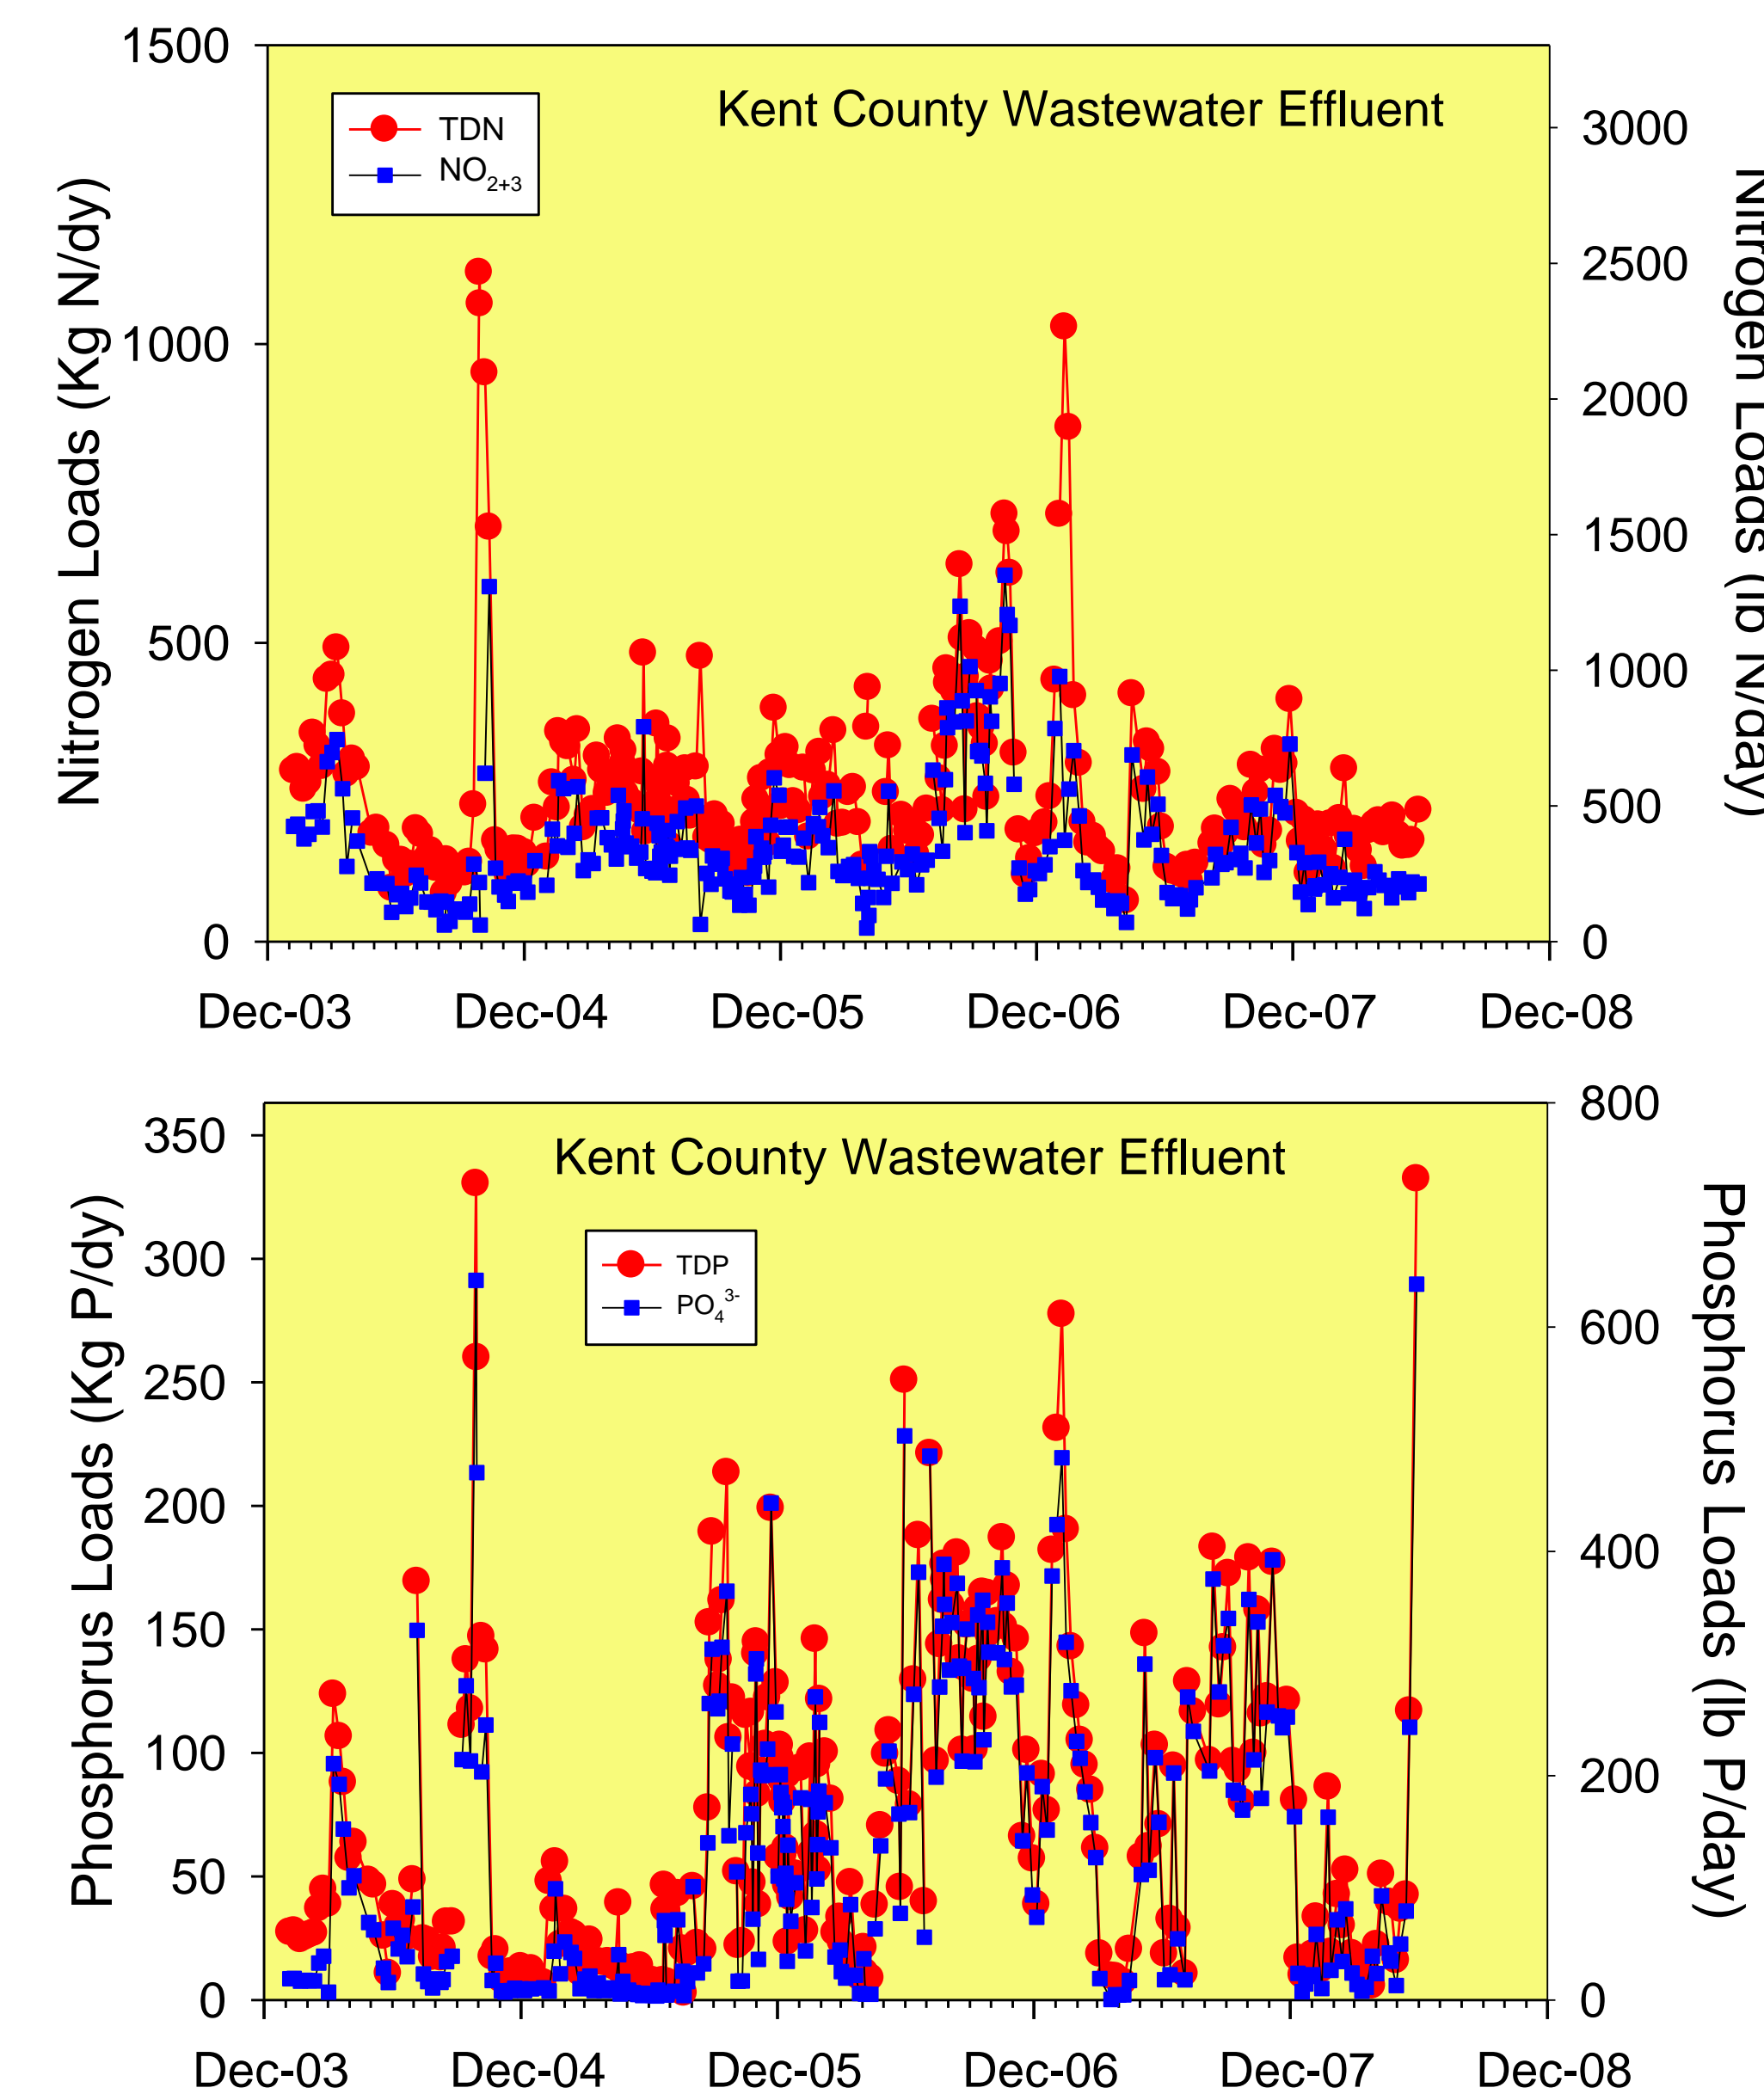 Kent County Wastewater Effluent
TDN
NO2+3
Nitrogen Loads (Kg N/dy)
1500
1000
500
0
Nitrogen Loads (lb N/day)
3000
2500
2000
1500
1000
500
0
Dec-03 Dec-04 Dec-05 Dec-06 Dec-07 Dec-08
Kent County Wastewater Effluent
TDP
PO4 3-
Phosphorus Loads (Kg P/dy)
350
300
250
200
150
100
50
0
Phosphorus Loads (lb P/day)
800
600
400
200
0
Dec-03 Dec-04 Dec-05 Dec-06 Dec-07 Dec-08